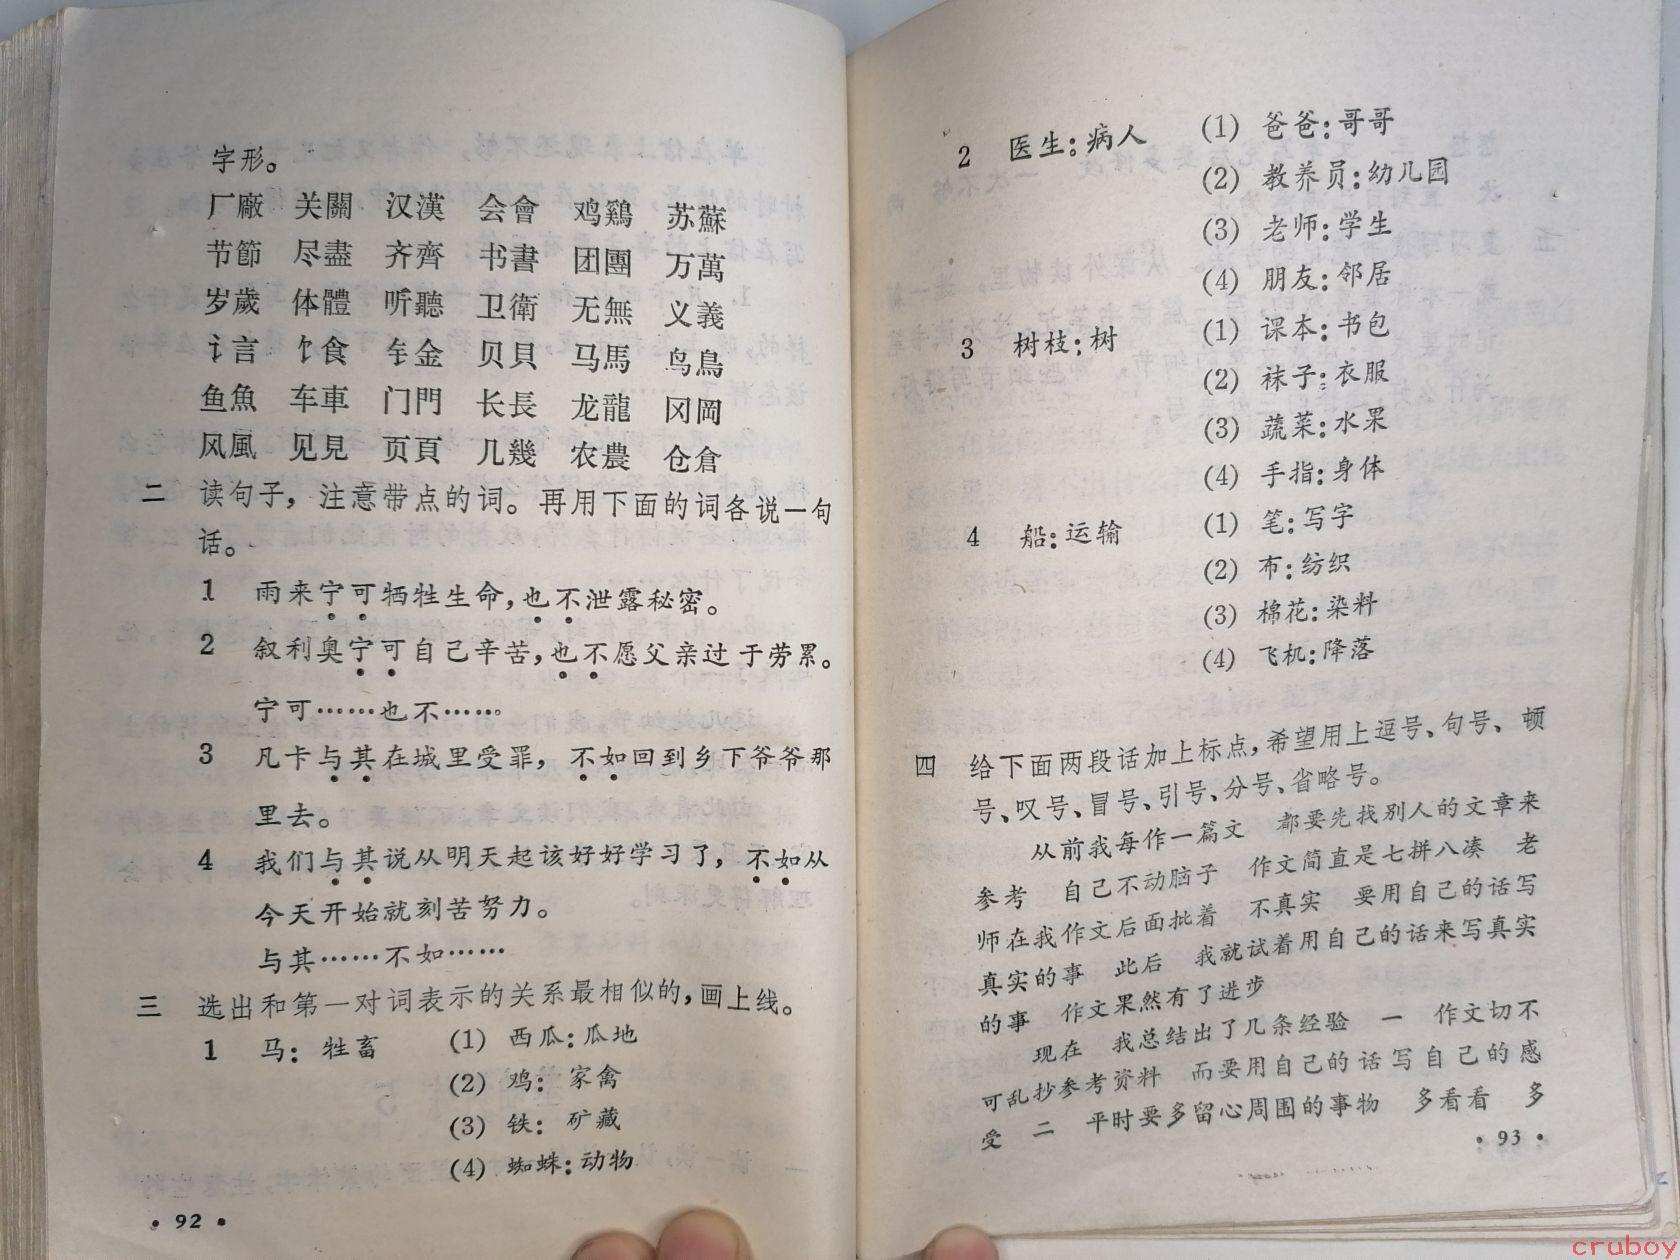 字形。
厂廠 关關 汉漢 会會 鸡鷄 苏蘇
节節 尽盡 齐齊 书書 团團 万萬
岁歲 体體 听聽 卫衛 无無 义義
讠言 饣食 钅金 贝貝 马馬 鸟鳥
鱼魚 车車 门門 长長 龙龍 冈岡
风風 见見 页頁 几幾 农農 仓倉
二 读句子，注意带点的词。再用下面的词各说一句
话。
1 雨来宁可牺牲生命，也不泄露秘密。
2 叙利奥宁可自己辛苦，也不愿父亲过于劳累。
宁可……也不……
3 凡卡与其在城里受罪，不如回到乡下爷爷那
里去。
4 我们与其说从明天起该好好学习了，不如从
今天开始就刻苦努力。
与其……不如……
三 选出和第一对词表示的关系最相似的，画上线。
1 马：牲畜 (1) 西瓜：瓜地
(2) 鸡：家禽
(3) 铁：矿藏
(4) 蜘蛛：动物
• 92 •
2 医生：病人 (1) 爸爸：哥哥
(2) 教养员：幼儿园
(3) 老师：学生
(4) 朋友：邻居
3 树枝：树 (1) 课本：书包
(2) 袜子：衣服
(3) 蔬菜：水果
(4) 手指：身体
4 船：运输 (1) 笔：写字
(2) 布：纺织
(3) 棉花：染料
(4) 飞机：降落
四 给下面两段话加上标点，希望用上逗号、句号、顿
号、叹号、冒号、引号、分号、省略号。
从前我每作一篇文 都要先找别人的文章来
参考 自己不动脑子 作文简直是七拼八凑 老
师在我作文后面批着 不真实 要用自己的话写
真实的事 此后 我就试着用自己的话来写真实
的事 作文果然有了进步
现在 我总结出了几条经验 一 作文切不
可乱抄参考资料 而要用自己的话写自己的感
受 二 平时要多留心周围的事物 多看看 多
• 93 •
cruboy